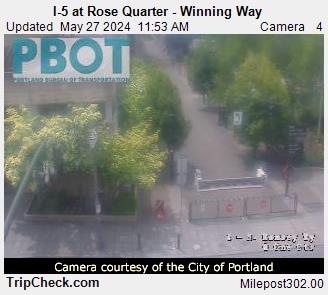 I-5 at Rose Quarter - Winning Way
Updated May 27 2024 11:53 AM Camera 4
PBOT
PORTLAND BUREAU OF TRANSPORTATION
Camera courtesy of the City of Portland
TripCheck.com Milepost302.00